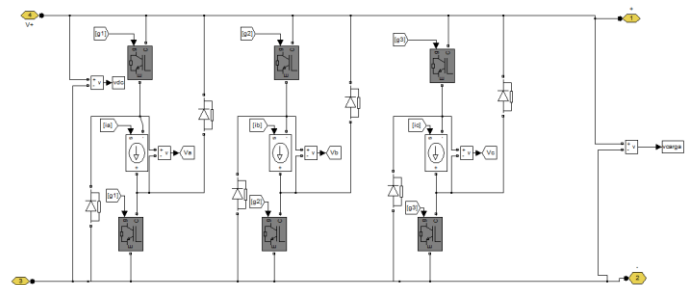 4
V+
+
1
[g1]
[g2]
[g3]
vdc
[ia]
[ib]
[ic]
Va
Vb
Vc
vcarga
[g1]
[g2]
[g3]
3
-
2